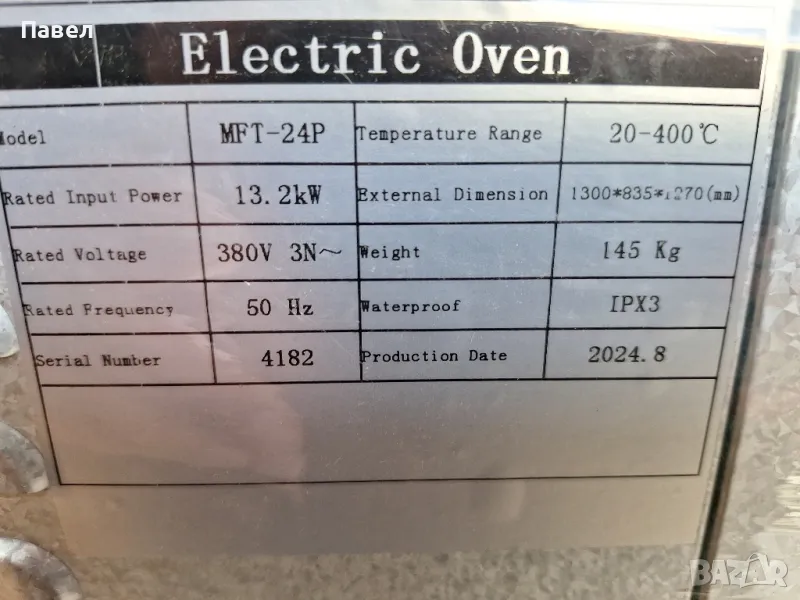 Павел
Electric Oven
Model MFT-24P Temperature Range 20-400℃
Rated Input Power 13.2kW External Dimension 1300*835*1270(mm)
Rated Voltage 380V 3N~ Weight 145 Kg
Rated Frequency 50 Hz Waterproof IPX3
Serial Number 4182 Production Date 2024.8
BAZAR